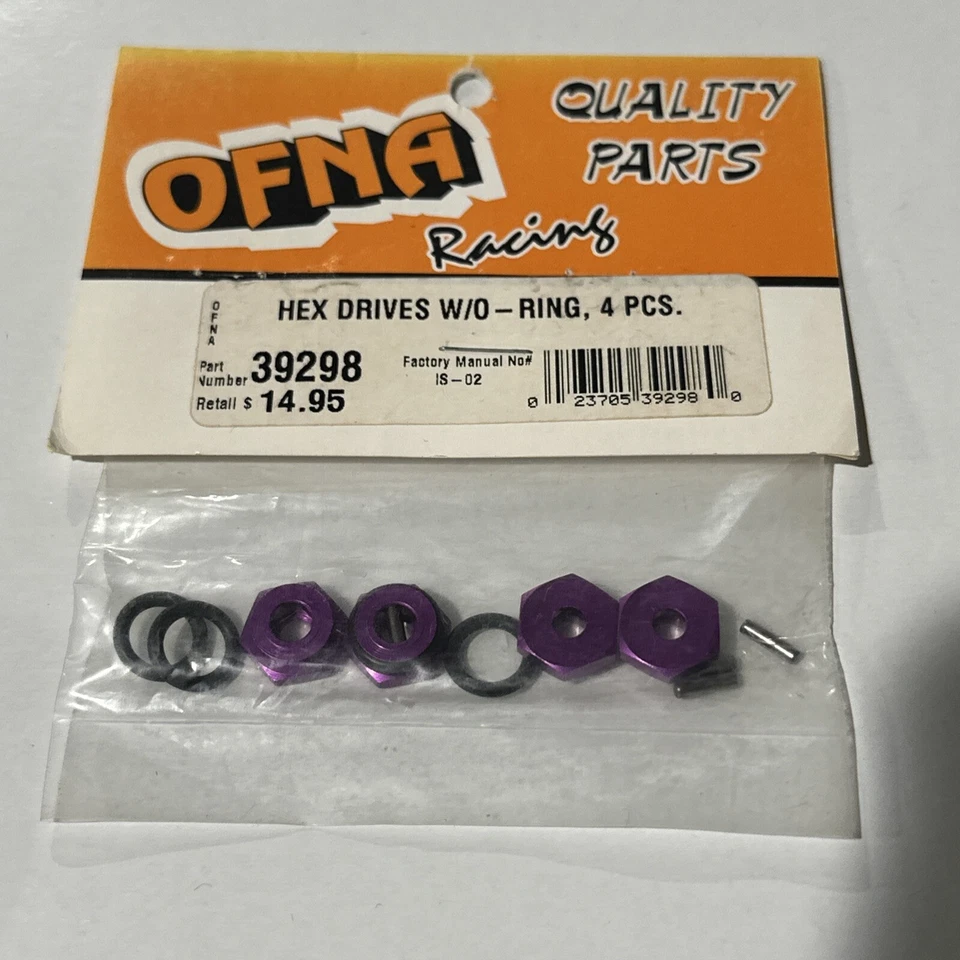 OFNA
Racing
QUALITY
PARTS
OFNA
HEX DRIVES W/O-RING, 4 PCS.
Part
Number 39298
Retail $ 14.95
Factory Manual No#
IS-02
0 23705 39298 0